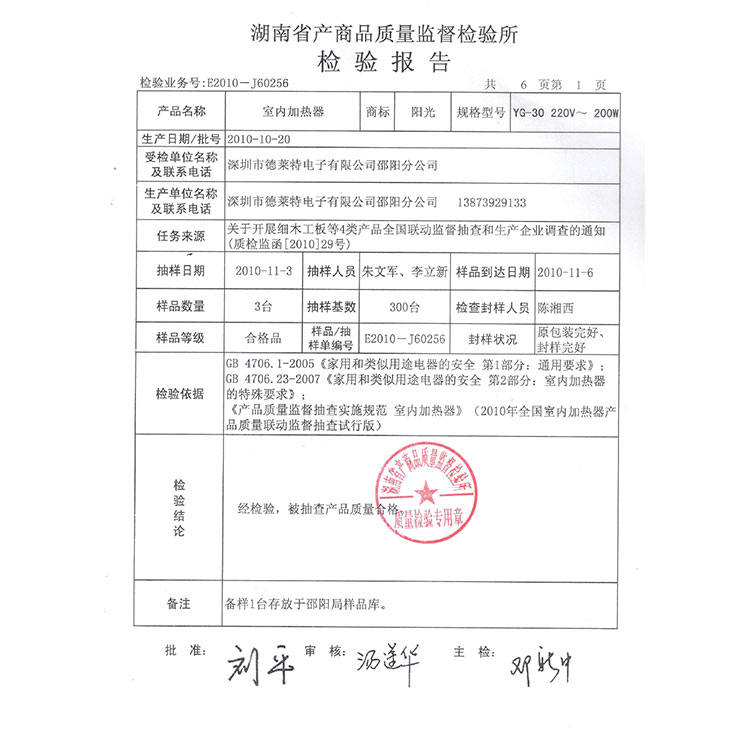 湖南省产商品质量监督检验所
检验报告
检验业务号:E2010-J60256 共 6 页第 1 页
产品名称 室内加热器 商标 阳光 规格型号 YG-30 220V~ 200W
生产日期/批号 2010-10-20
受检单位名称
及联系电话
深圳市德莱特电子有限公司邵阳分公司
生产单位名称
及联系电话
深圳市德莱特电子有限公司邵阳分公司 13873929133
任务来源
关于开展细木工板等4类产品全国联动监督抽查和生产企业调查的通知
(质检监函[2010]29号)
抽样日期 2010-11-3 抽样人员 朱文军、李立新 样品到达日期 2010-11-6
样品数量 3台 抽样基数 300台 检查封样人员 陈湘西
样品等级 合格品
样品/抽
样单编号
E2010-J60256 封样状况
原包装完好、
封样完好
检验依据
GB 4706.1-2005《家用和类似用途电器的安全 第1部分：通用要求》;
GB 4706.23-2007《家用和类似用途电器的安全 第2部分：室内加热器
的特殊要求》;
《产品质量监督抽查实施规范 室内加热器》（2010年全国室内加热器产
品质量联动监督抽查试行版）
检
验
结
论
经检验，被抽查产品质量合格。
湖南省产商品质量监督检验所
质量检验专用章
备注 备样1台存放于邵阳局样品库。
批 准： 刘平 审 核： 主 检：